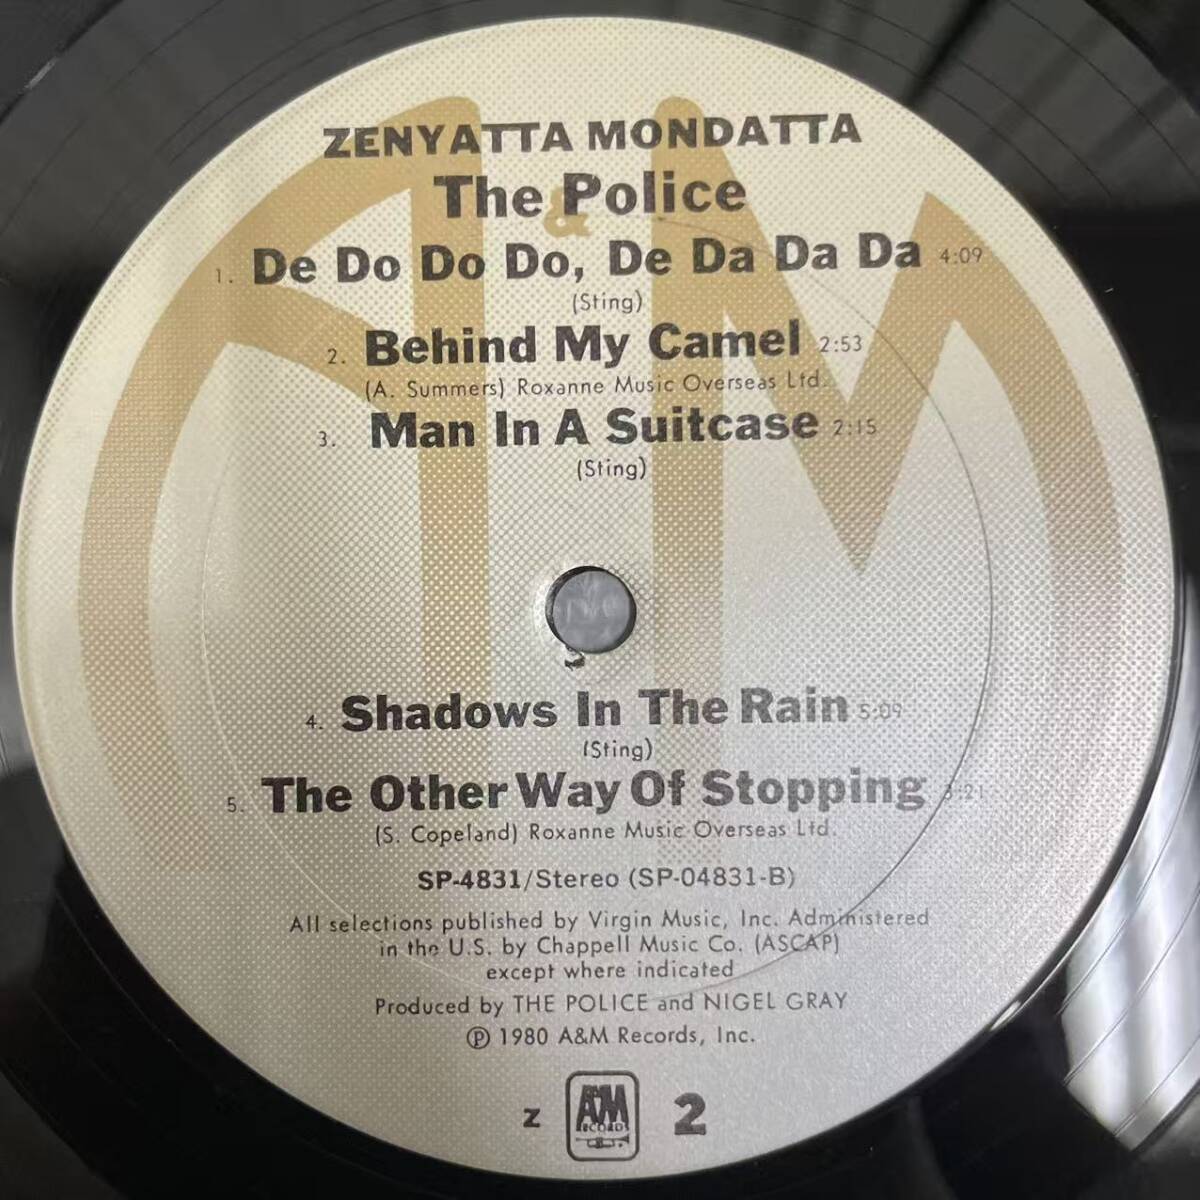 ZENYATTA MONDATTA
The Police
&
1. De Do Do Do, De Da Da Da 4:09
(Sting)
2. Behind My Camel 2:53
(A. Summers) Roxanne Music Overseas Ltd.
3. Man In A Suitcase 2:15
(Sting)
4. Shadows In The Rain 5:09
(Sting)
5. The Other Way Of Stopping 3:21
(S. Copeland) Roxanne Music Overseas Ltd.
SP-4831/Stereo (SP-04831-B)
All selections published by Virgin Music, Inc. Administered
in the U.S. by Chappell Music Co. (ASCAP)
except where indicated
Produced by THE POLICE and NIGEL GRAY
℗ 1980 A&M Records, Inc.
z A&M RECORDS 2